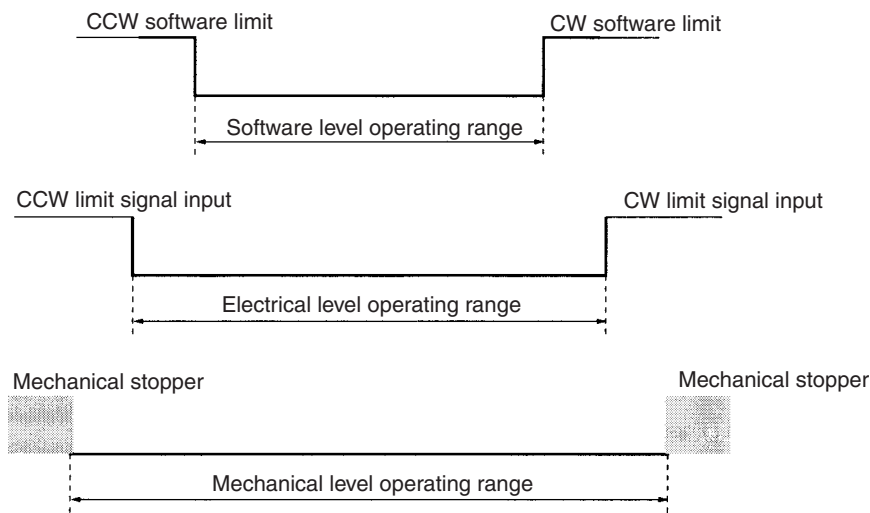 CCW software limit
CW software limit
Software level operating range
CCW limit signal input
CW limit signal input
Electrical level operating range
Mechanical stopper
Mechanical stopper
Mechanical level operating range